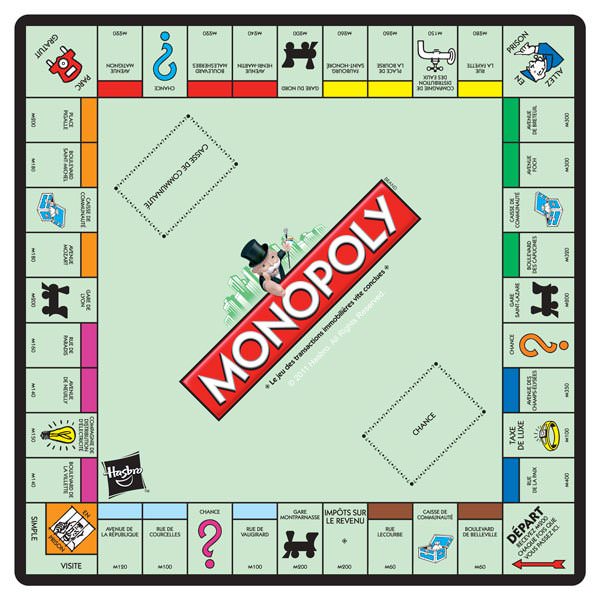 GRATUIT
PARC
M220
AVENUE
MATIGNON
CHANCE
M220
BOULEVARD
MALESHERBES
M240
AVENUE
HENRI-MARTIN
M200
GARE DU NORD
M260
FAUBOURG
SAINT-HONORÉ
M260
PLACE DE
LA BOURSE
M150
COMPAGNIE
DE DISTRIBUTION
DES EAUX
M280
RUE
LA FAYETTE
ALLEZ
EN
PRISON
M200
PLACE
PIGALLE
M180
BOULEVARD
SAINT-MICHEL
CAISSE DE
COMMUNAUTÉ
M180
AVENUE
MOZART
M200
GARE DE
LYON
M160
RUE DE
PARADIS
M140
AVENUE
DE NEUILLY
M150
COMPAGNIE DE
DISTRIBUTION
D'ÉLECTRICITÉ
M140
BOULEVARD DE
LA VILLETTE
AVENUE
DE BRETEUIL
M300
AVENUE
FOCH
M300
CAISSE DE
COMMUNAUTÉ
BOULEVARD
DES CAPUCINES
M320
GARE
SAINT-LAZARE
M200
CHANCE
AVENUE DES
CHAMPS-ÉLYSÉES
M350
TAXE
DE LUXE
M100
RUE
DE LA PAIX
M400
CAISSE DE COMMUNAUTÉ
BRAND
MONOPOLY
Le jeu des transactions immobilières vite conclues
© 2011 Hasbro. All Rights Reserved.
CHANCE
Hasbro
TM
SIMPLE
EN
PRISON
VISITE
AVENUE DE
LA RÉPUBLIQUE
M120
RUE DE
COURCELLES
M100
CHANCE
RUE DE
VAUGIRARD
M100
GARE
MONTPARNASSE
M200
IMPÔTS SUR
LE REVENU
M200
RUE
LECOURBE
M60
CAISSE DE
COMMUNAUTÉ
BOULEVARD
DE BELLEVILLE
M60
DÉPART
RECEVEZ M200
CHAQUE FOIS QUE
VOUS PASSEZ ICI.